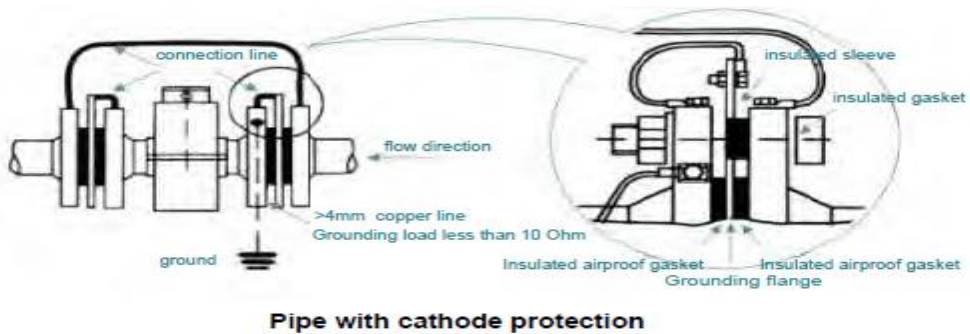 connection line
insulated sleeve
insulated gasket
flow direction
>4mm copper line
Grounding load less than 10 Ohm
ground
Insulated airproof gasket
Insulated airproof gasket
Grounding flange
Pipe with cathode protection